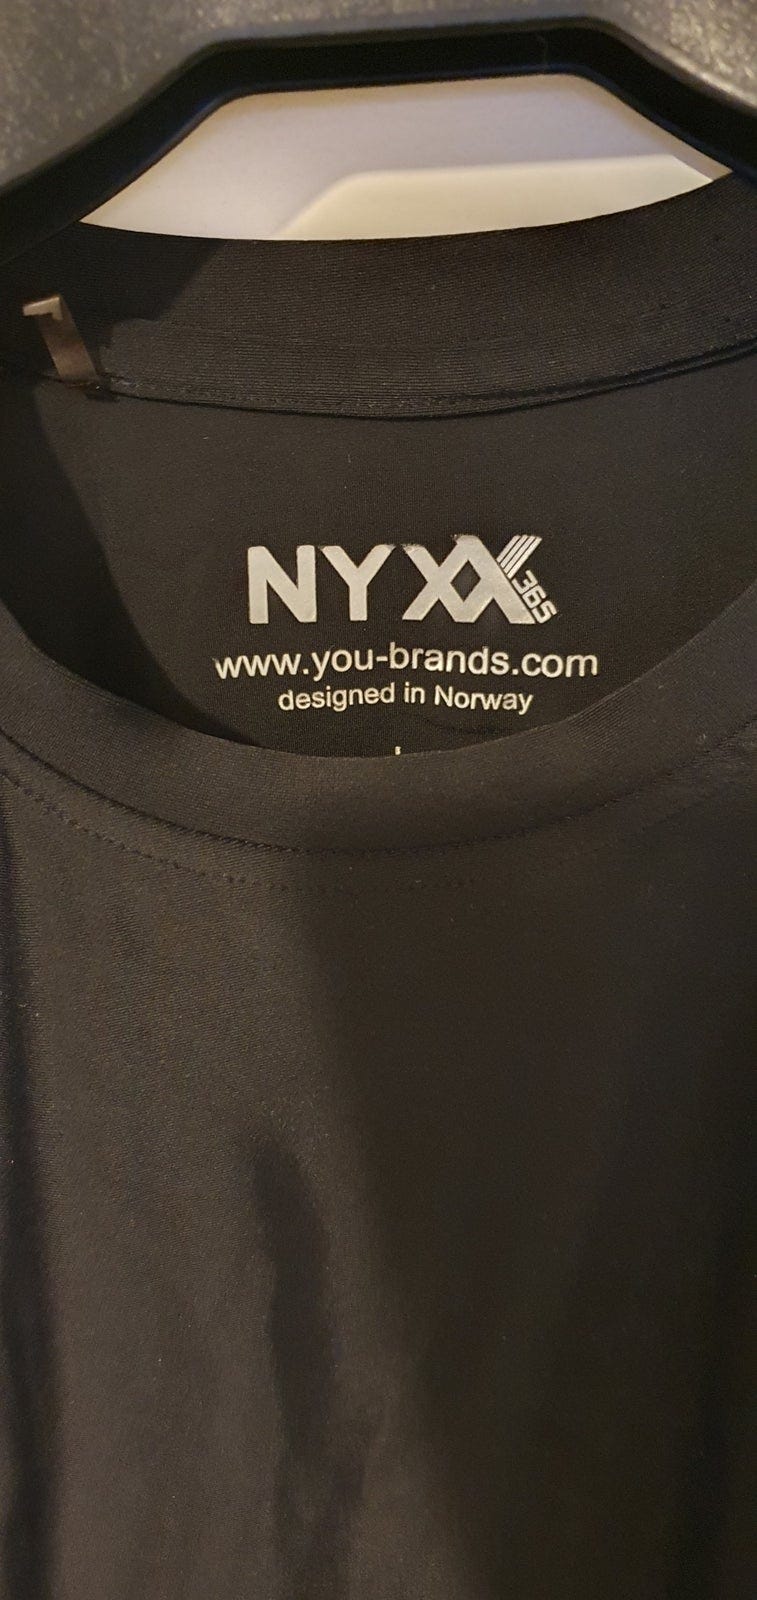 NYXX 365
www.you-brands.com
designed in Norway